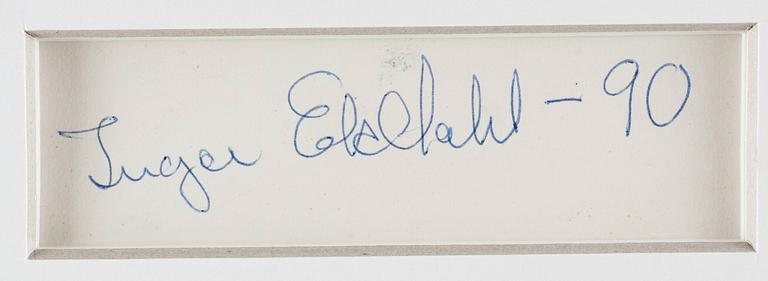 Inger Ekdahl - 90